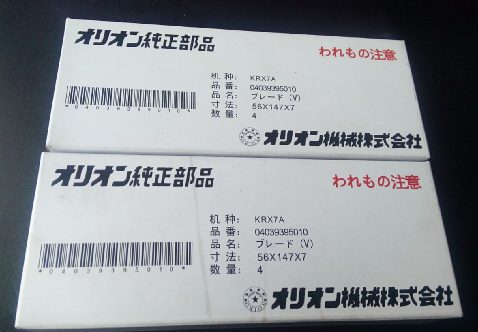 オリオン純正部品
われもの注意
机种: KRX7A
品番: 04039395010
品名: ブレード (V)
寸法: 56X147X7
数量: 4
オリオン機械株式会社
オリオン純正部品
われもの注意
机种: KRX7A
品番: 04039395010
品名: ブレード (V)
寸法: 56X147X7
数量: 4
*04039395010*
オリオン機械株式会社